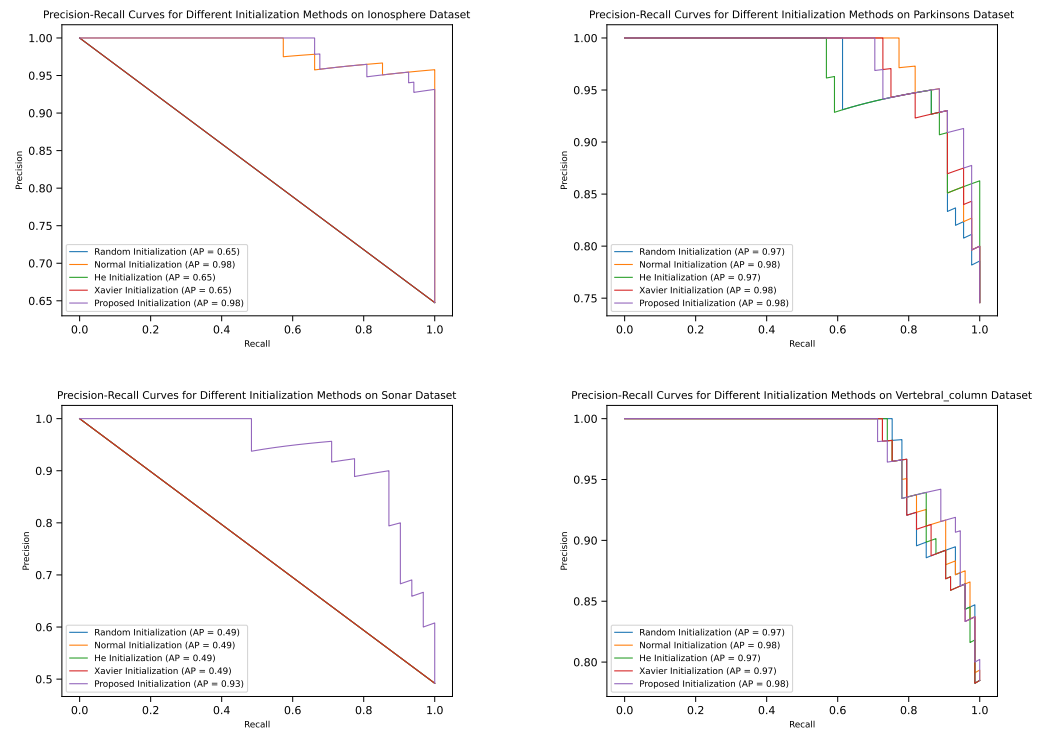 Precision-Recall Curves for Different Initialization Methods on Ionosphere Dataset
1.00
0.95
0.90
0.85
0.80
0.75
0.70
0.65
Precision
Random Initialization (AP = 0.65)
Normal Initialization (AP = 0.98)
He Initialization (AP = 0.65)
Xavier Initialization (AP = 0.65)
Proposed Initialization (AP = 0.98)
0.0 0.2 0.4 0.6 0.8 1.0
Recall
Precision-Recall Curves for Different Initialization Methods on Parkinsons Dataset
1.00
0.95
0.90
0.85
0.80
0.75
Precision
Random Initialization (AP = 0.97)
Normal Initialization (AP = 0.98)
He Initialization (AP = 0.97)
Xavier Initialization (AP = 0.98)
Proposed Initialization (AP = 0.98)
0.0 0.2 0.4 0.6 0.8 1.0
Recall
Precision-Recall Curves for Different Initialization Methods on Sonar Dataset
1.0
0.9
0.8
0.7
0.6
0.5
Precision
Random Initialization (AP = 0.49)
Normal Initialization (AP = 0.49)
He Initialization (AP = 0.49)
Xavier Initialization (AP = 0.49)
Proposed Initialization (AP = 0.93)
0.0 0.2 0.4 0.6 0.8 1.0
Recall
Precision-Recall Curves for Different Initialization Methods on Vertebral_column Dataset
1.00
0.95
0.90
0.85
0.80
Precision
Random Initialization (AP = 0.97)
Normal Initialization (AP = 0.98)
He Initialization (AP = 0.97)
Xavier Initialization (AP = 0.97)
Proposed Initialization (AP = 0.98)
0.0 0.2 0.4 0.6 0.8 1.0
Recall